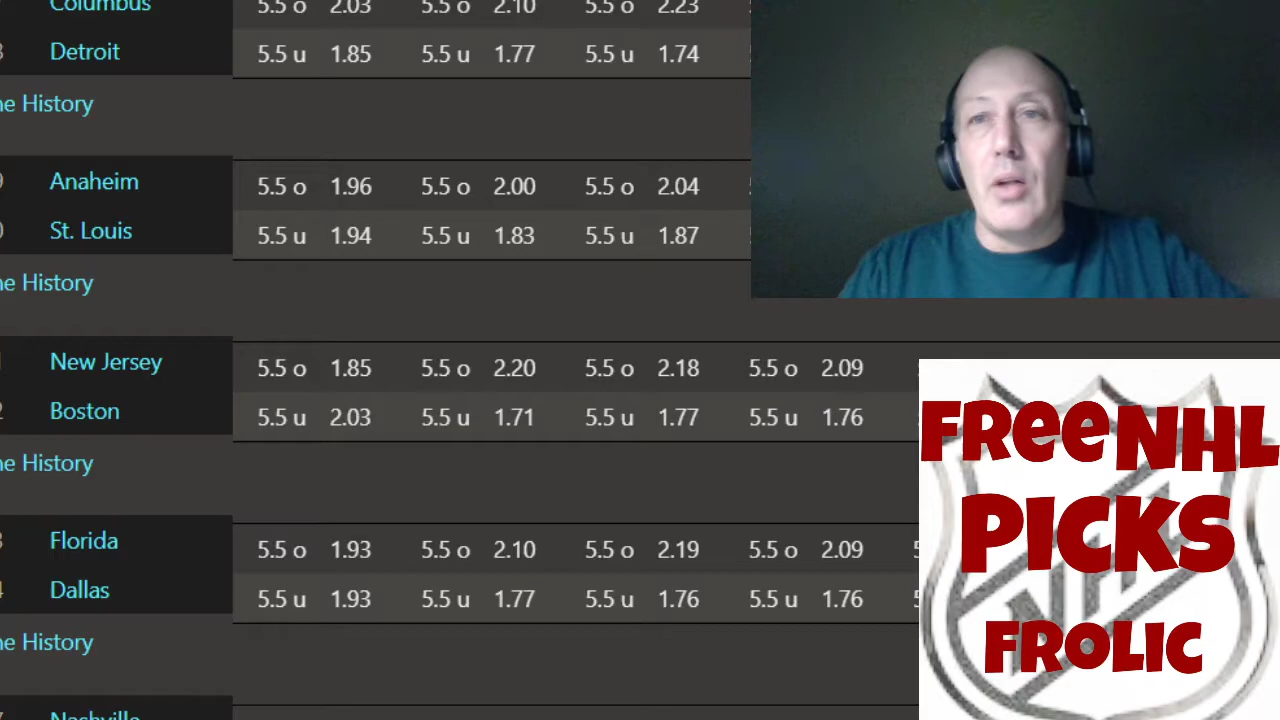 Columbus 5.5 o 2.03 5.5 o 2.10 5.5 o 2.23
Detroit 5.5 u 1.85 5.5 u 1.77 5.5 u 1.74
ne History
Anaheim 5.5 o 1.96 5.5 o 2.00 5.5 o 2.04
St. Louis 5.5 u 1.94 5.5 u 1.83 5.5 u 1.87
ne History
New Jersey 5.5 o 1.85 5.5 o 2.20 5.5 o 2.18 5.5 o 2.09
Boston 5.5 u 2.03 5.5 u 1.71 5.5 u 1.77 5.5 u 1.76
ne History
Florida 5.5 o 1.93 5.5 o 2.10 5.5 o 2.19 5.5 o 2.09
Dallas 5.5 u 1.93 5.5 u 1.77 5.5 u 1.76 5.5 u 1.76
ne History
Nashville
FREE NHL
PICKS
FROLIC
NHL